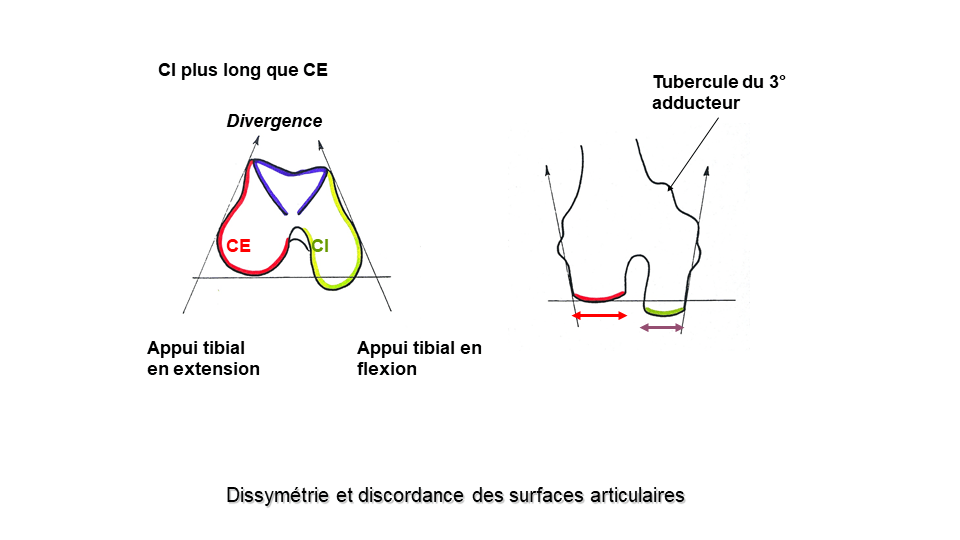 CI plus long que CE
Tubercule du 3°
adducteur
Divergence
CE
CI
Appui tibial
en extension
Appui tibial en
flexion
Dissymétrie et discordance des surfaces articulaires